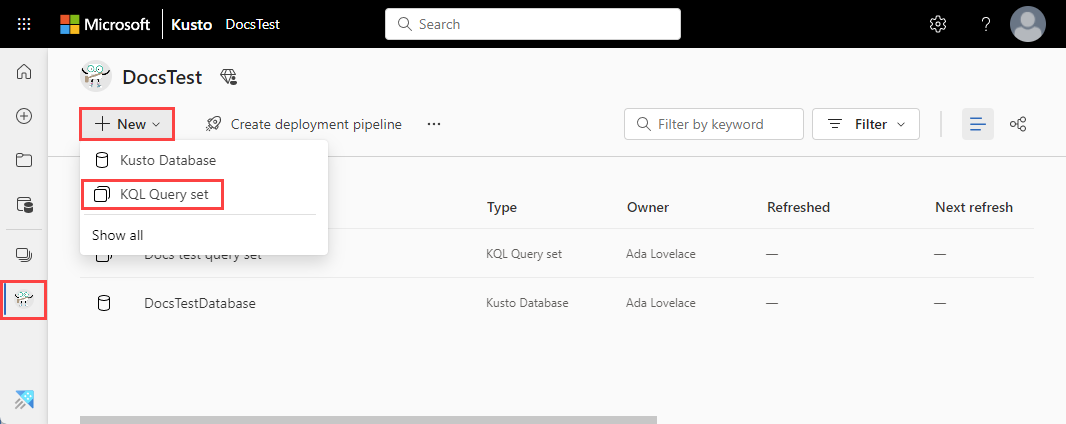 Microsoft Kusto DocsTest Search ?
DocsTest
New Create deployment pipeline ... Filter by keyword Filter
Kusto Database
KQL Query set
Show all
Type Owner Refreshed Next refresh
Docs test query set KQL Query set Ada Lovelace — —
DocsTestDatabase Kusto Database Ada Lovelace — —